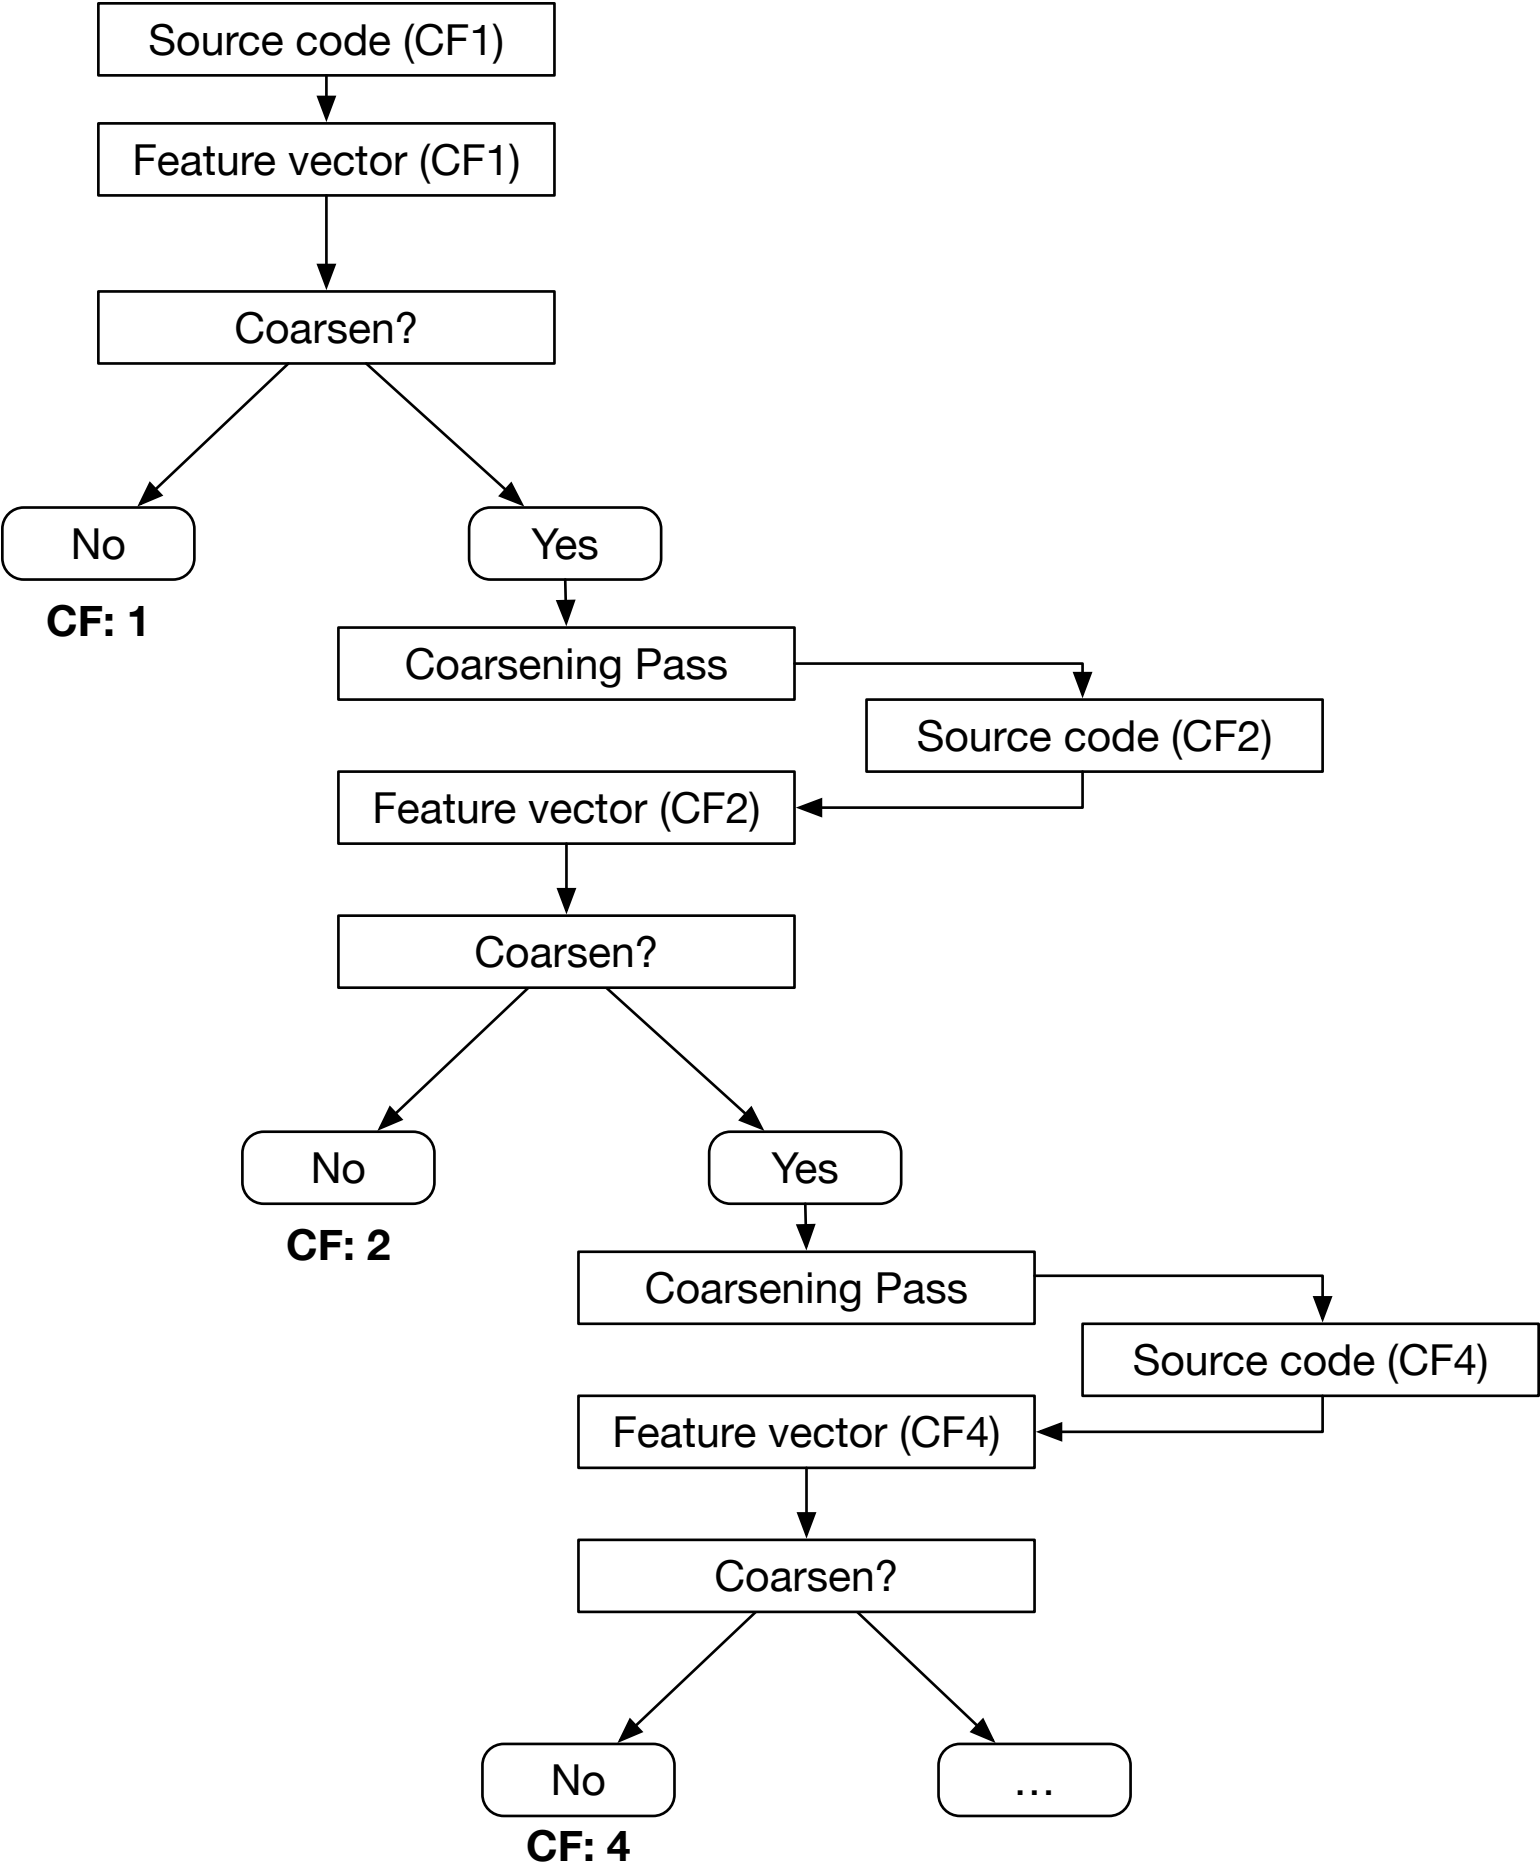 Source code (CF1)
Feature vector (CF1)
Coarsen?
No
Yes
CF: 1
Coarsening Pass
Source code (CF2)
Feature vector (CF2)
Coarsen?
No
Yes
CF: 2
Coarsening Pass
Source code (CF4)
Feature vector (CF4)
Coarsen?
No
...
CF: 4